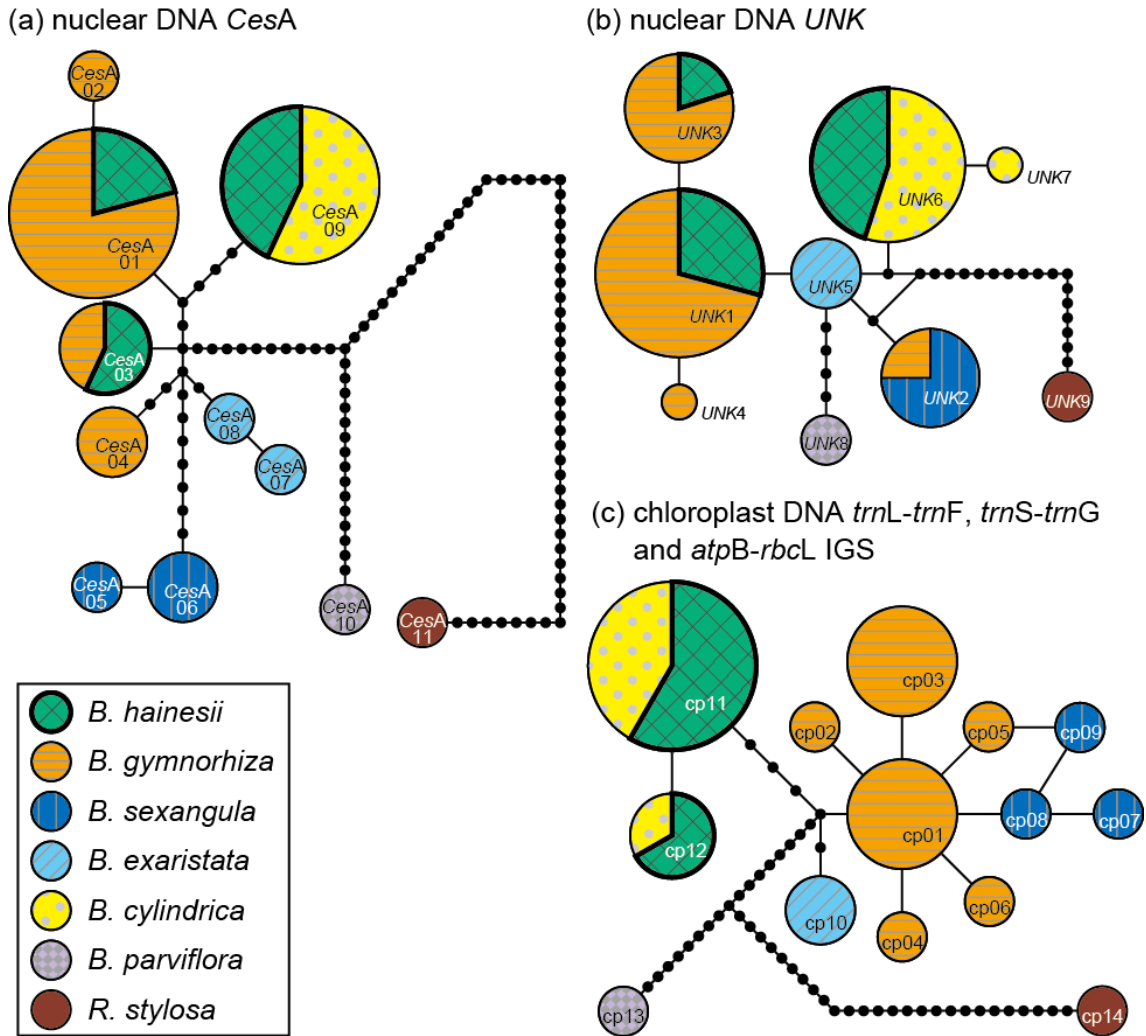 (a) nuclear DNA CesA
CesA
02
CesA
01
CesA
09
CesA
03
CesA
04
CesA
08
CesA
07
CesA
05
CesA
06
CesA
10
CesA
11
(b) nuclear DNA UNK
UNK3
UNK6
UNK7
UNK1
UNK5
UNK2
UNK4
UNK8
UNK9
(c) chloroplast DNA trnL-trnF, trnS-trnG
and atpB-rbcL IGS
cp03
cp11
cp02
cp05
cp09
cp01
cp08
cp07
cp12
cp10
cp04
cp06
cp13
cp14
B. hainesii
B. gymnorhiza
B. sexangula
B. exaristata
B. cylindrica
B. parviflora
R. stylosa